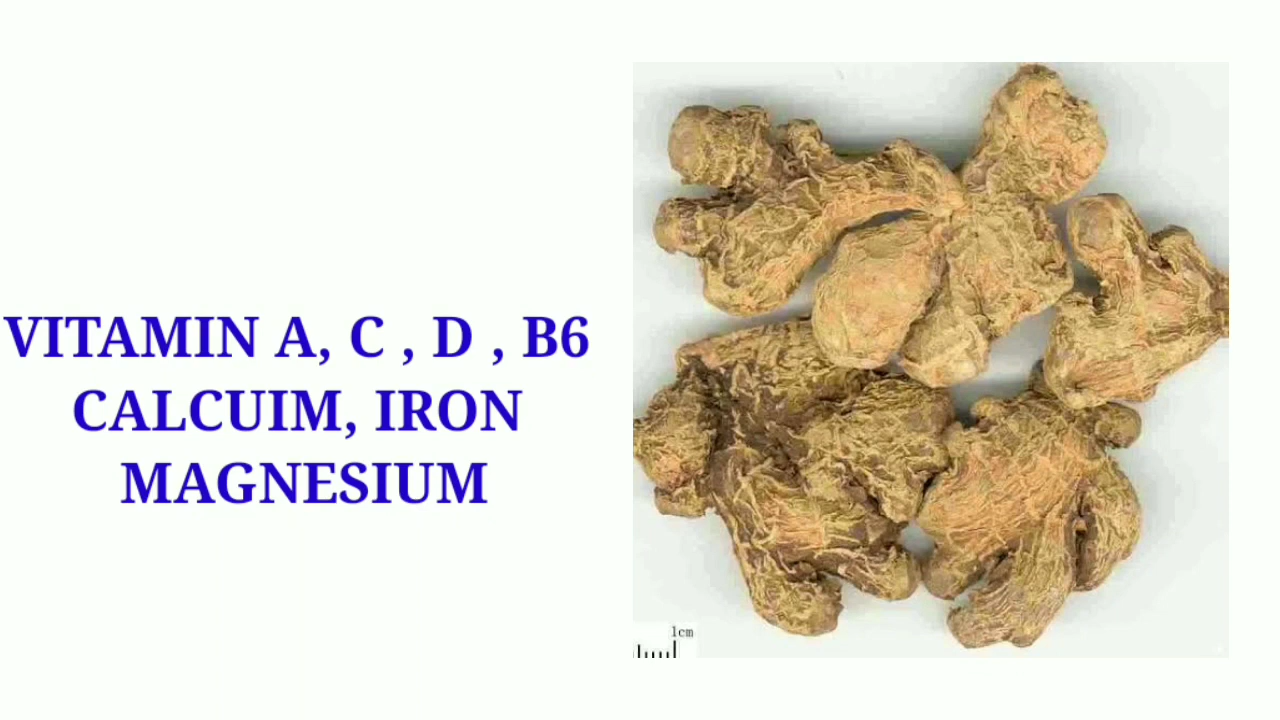 VITAMIN A, C , D , B6
CALCUIM, IRON
MAGNESIUM
1cm